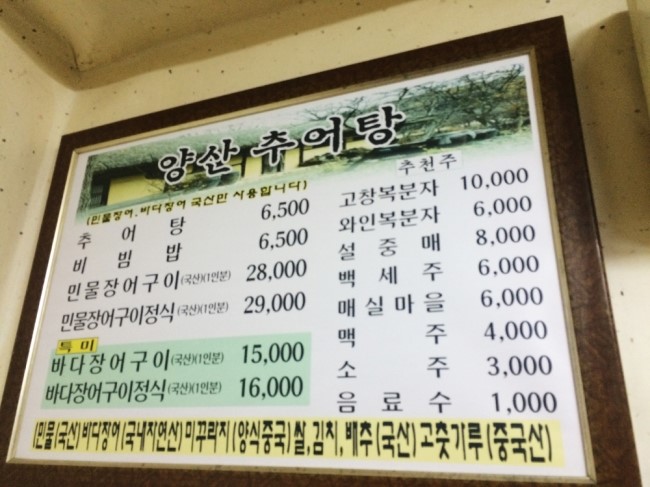 양산 추어탕
(민물장어.바다장어 국산만 사용합니다)
추어탕 6,500
비빔밥 6,500
민물장어구이(국산)(1인분) 28,000
민물장어구이정식(국산)(1인분) 29,000
특미
바다장어구이(국산)(1인분) 15,000
바다장어구이정식(국산)(1인분) 16,000
추천주
고창복분자 10,000
와인복분자 6,000
설중매 8,000
백세주 6,000
매실마을 6,000
맥주 4,000
소주 3,000
음료수 1,000
민물(국산)바다장어(국내자연산)미꾸라지(양식중국)쌀,김치,배추(국산)고춧가루(중국산)